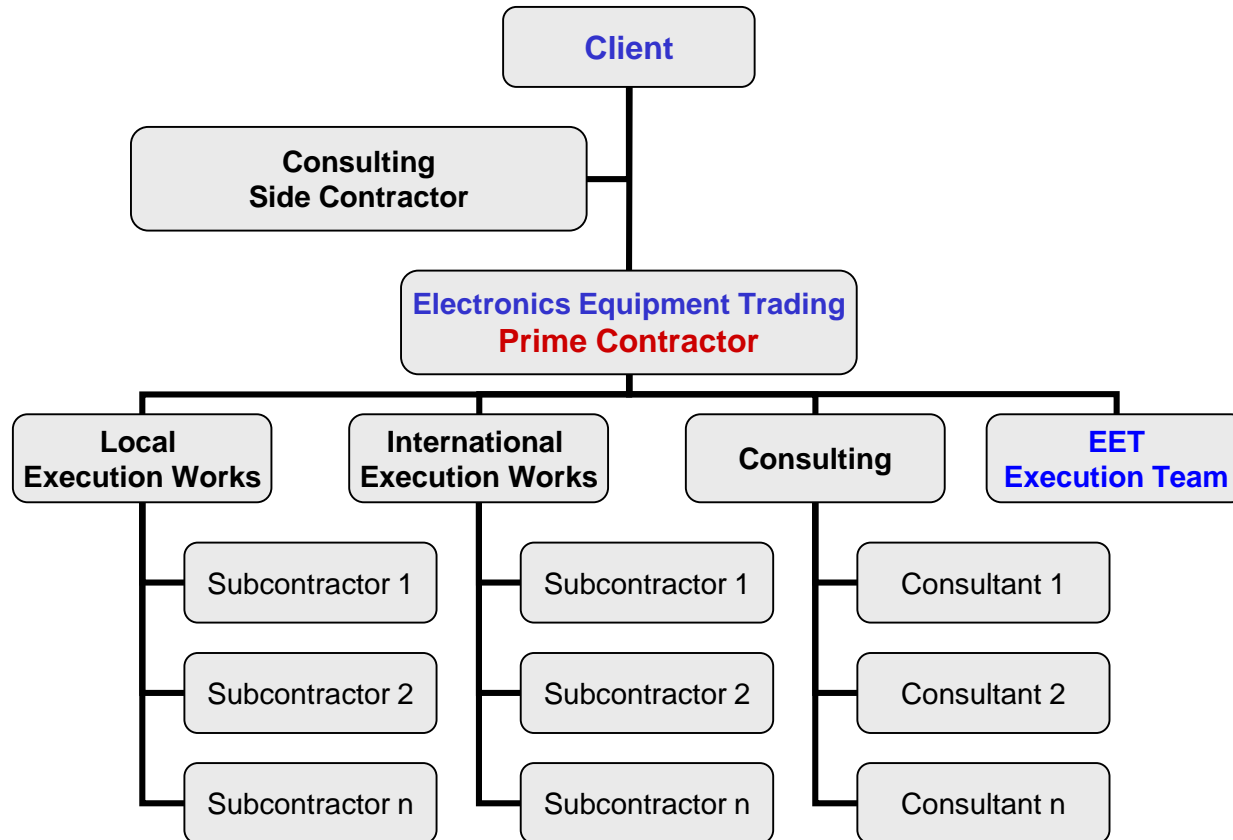 Client
Consulting
Side Contractor
Electronics Equipment Trading
Prime Contractor
Local
Execution Works
International
Execution Works
Consulting
EET
Execution Team
Subcontractor 1
Subcontractor 1
Consultant 1
Subcontractor 2
Subcontractor 2
Consultant 2
Subcontractor n
Subcontractor n
Consultant n